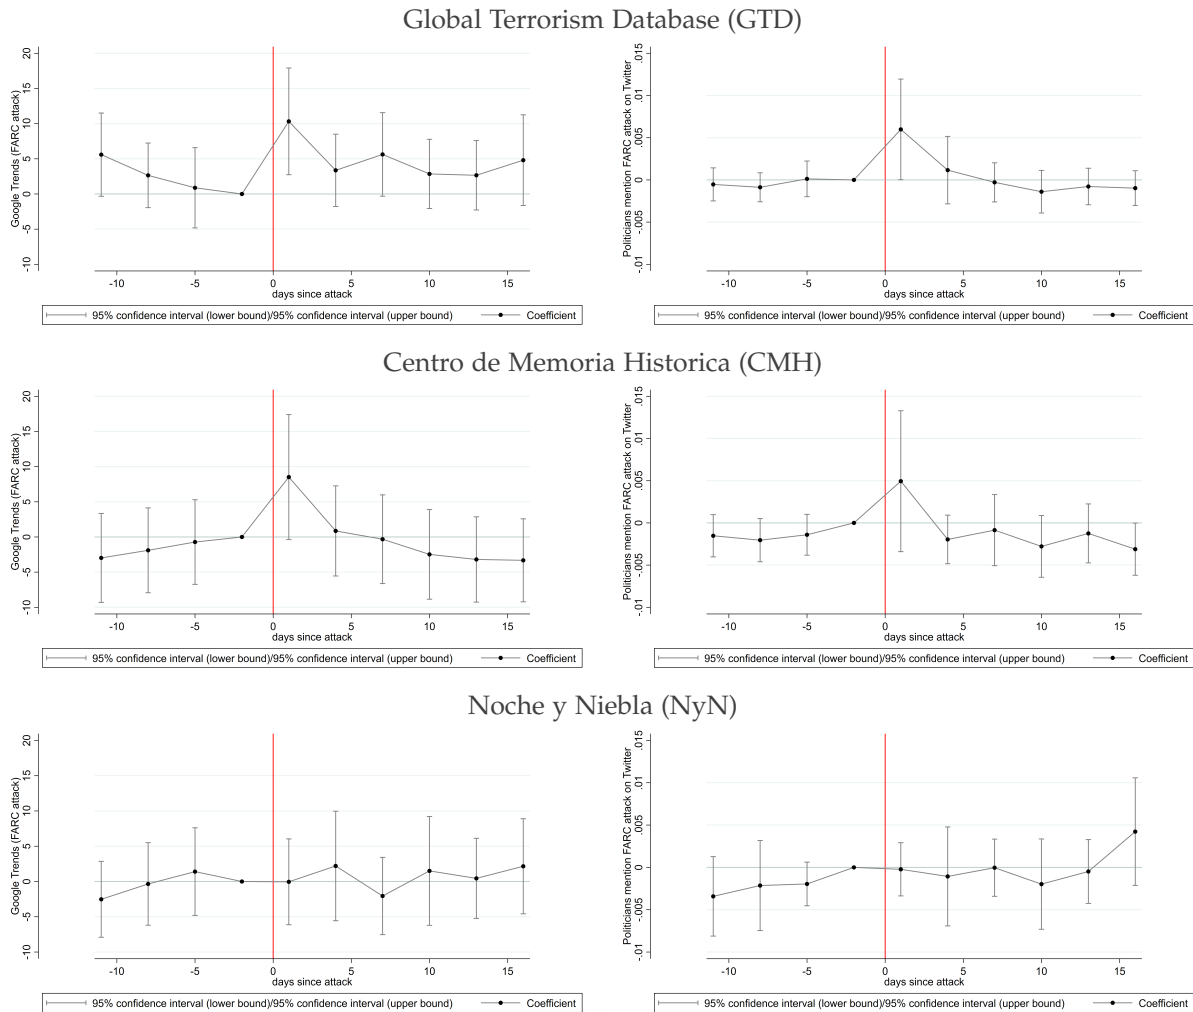 Global Terrorism Database (GTD)
Google Trends (FARC attack)
20
15
10
5
0
-5
-10
-10 -5 0 5 10 15
days since attack
95% confidence interval (lower bound)/95% confidence interval (upper bound) Coefficient
Politicians mention FARC attack on Twitter
.015
.01
.005
0
-.005
-.01
-10 -5 0 5 10 15
days since attack
95% confidence interval (lower bound)/95% confidence interval (upper bound) Coefficient
Centro de Memoria Historica (CMH)
Google Trends (FARC attack)
20
15
10
5
0
-5
-10
-10 -5 0 5 10 15
days since attack
95% confidence interval (lower bound)/95% confidence interval (upper bound) Coefficient
Politicians mention FARC attack on Twitter
.015
.01
.005
0
-.005
-.01
-10 -5 0 5 10 15
days since attack
95% confidence interval (lower bound)/95% confidence interval (upper bound) Coefficient
Noche y Niebla (NyN)
Google Trends (FARC attack)
20
15
10
5
0
-5
-10
-10 -5 0 5 10 15
days since attack
95% confidence interval (lower bound)/95% confidence interval (upper bound) Coefficient
Politicians mention FARC attack on Twitter
.015
.01
.005
0
-.005
-.01
-10 -5 0 5 10 15
days since attack
95% confidence interval (lower bound)/95% confidence interval (upper bound) Coefficient